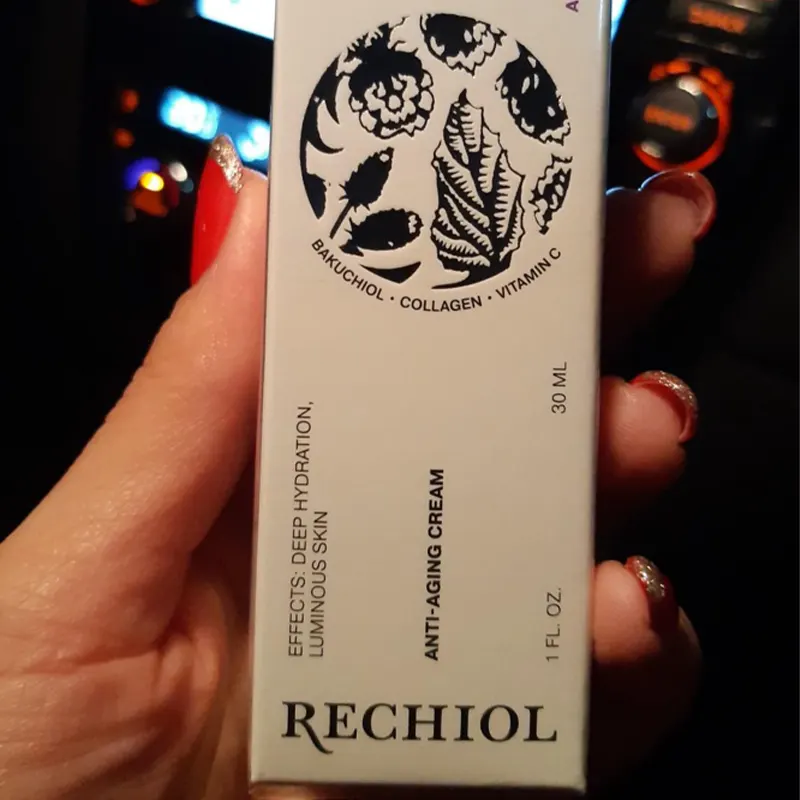 BAKUCHIOL · COLLAGEN · VITAMIN C
EFFECTS: DEEP HYDRATION,
LUMINOUS SKIN
ANTI-AGING CREAM
1 FL. OZ.
30 ML
RECHIOL